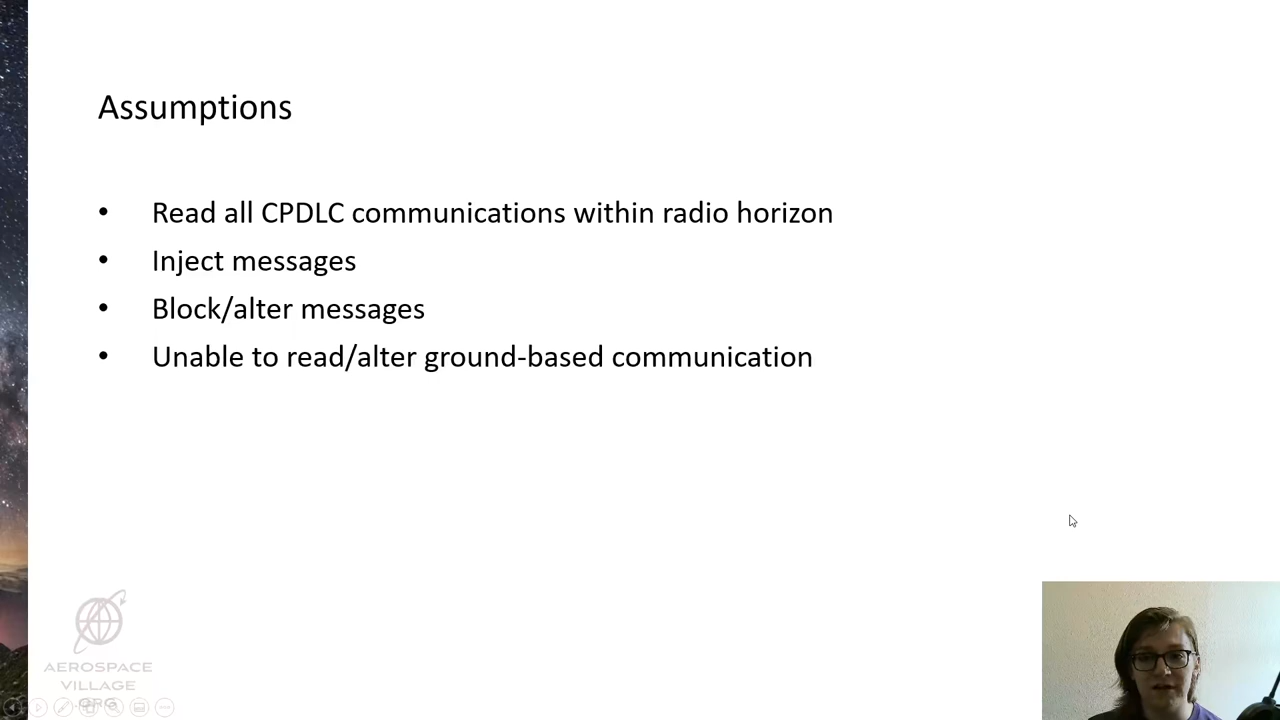 Assumptions
• Read all CPDLC communications within radio horizon
• Inject messages
• Block/alter messages
• Unable to read/alter ground-based communication
AEROSPACE
VILLAGE
.ORG